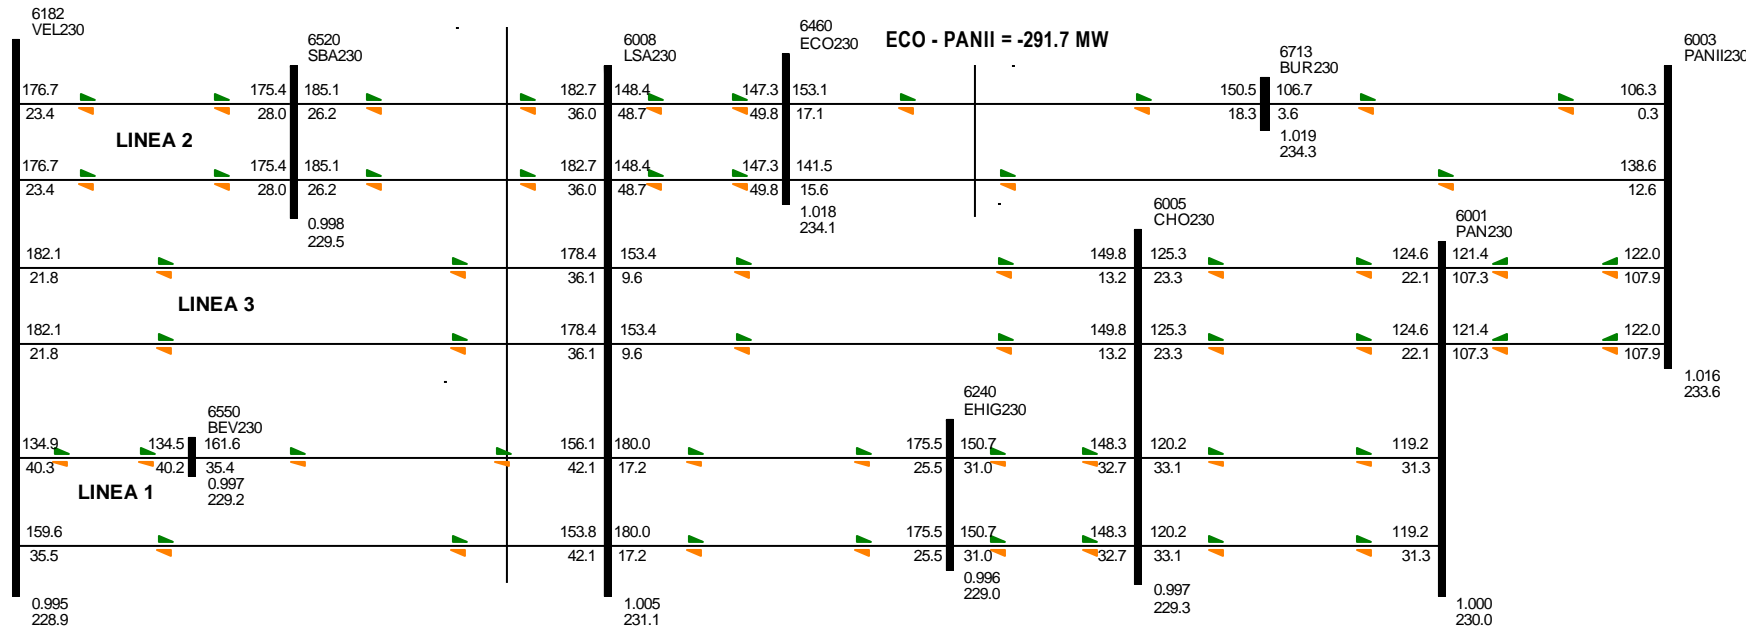 6182
VEL230
6520
SBA230
6008
LSA230
6460
ECO230
ECO - PANII = -291.7 MW
6713
BUR230
6003
PANII230
176.7 175.4 185.1 182.7 148.4 147.3 153.1 150.5 106.7 106.3
23.4 28.0 26.2 36.0 48.7 49.8 17.1 18.3 3.6 0.3
LINEA 2
1.019
234.3
176.7 175.4 185.1 182.7 148.4 147.3 141.5 138.6
23.4 28.0 26.2 36.0 48.7 49.8 15.6 12.6
0.998
229.5
1.018
234.1
6005
CHO230
6001
PAN230
182.1 178.4 153.4 149.8 125.3 124.6 121.4 122.0
21.8 36.1 9.6 13.2 23.3 22.1 107.3 107.9
LINEA 3
182.1 178.4 153.4 149.8 125.3 124.6 121.4 122.0
21.8 36.1 9.6 13.2 23.3 22.1 107.3 107.9
1.016
233.6
6550
BEV230
6240
EHIG230
134.9 134.5 161.6 156.1 180.0 175.5 150.7 148.3 120.2 119.2
40.3 40.2 35.4 42.1 17.2 25.5 31.0 32.7 33.1 31.3
LINEA 1
0.997
229.2
159.6 153.8 180.0 175.5 150.7 148.3 120.2 119.2
35.5 42.1 17.2 25.5 31.0 32.7 33.1 31.3
0.995
228.9
1.005
231.1
0.996
229.0
0.997
229.3
1.000
230.0